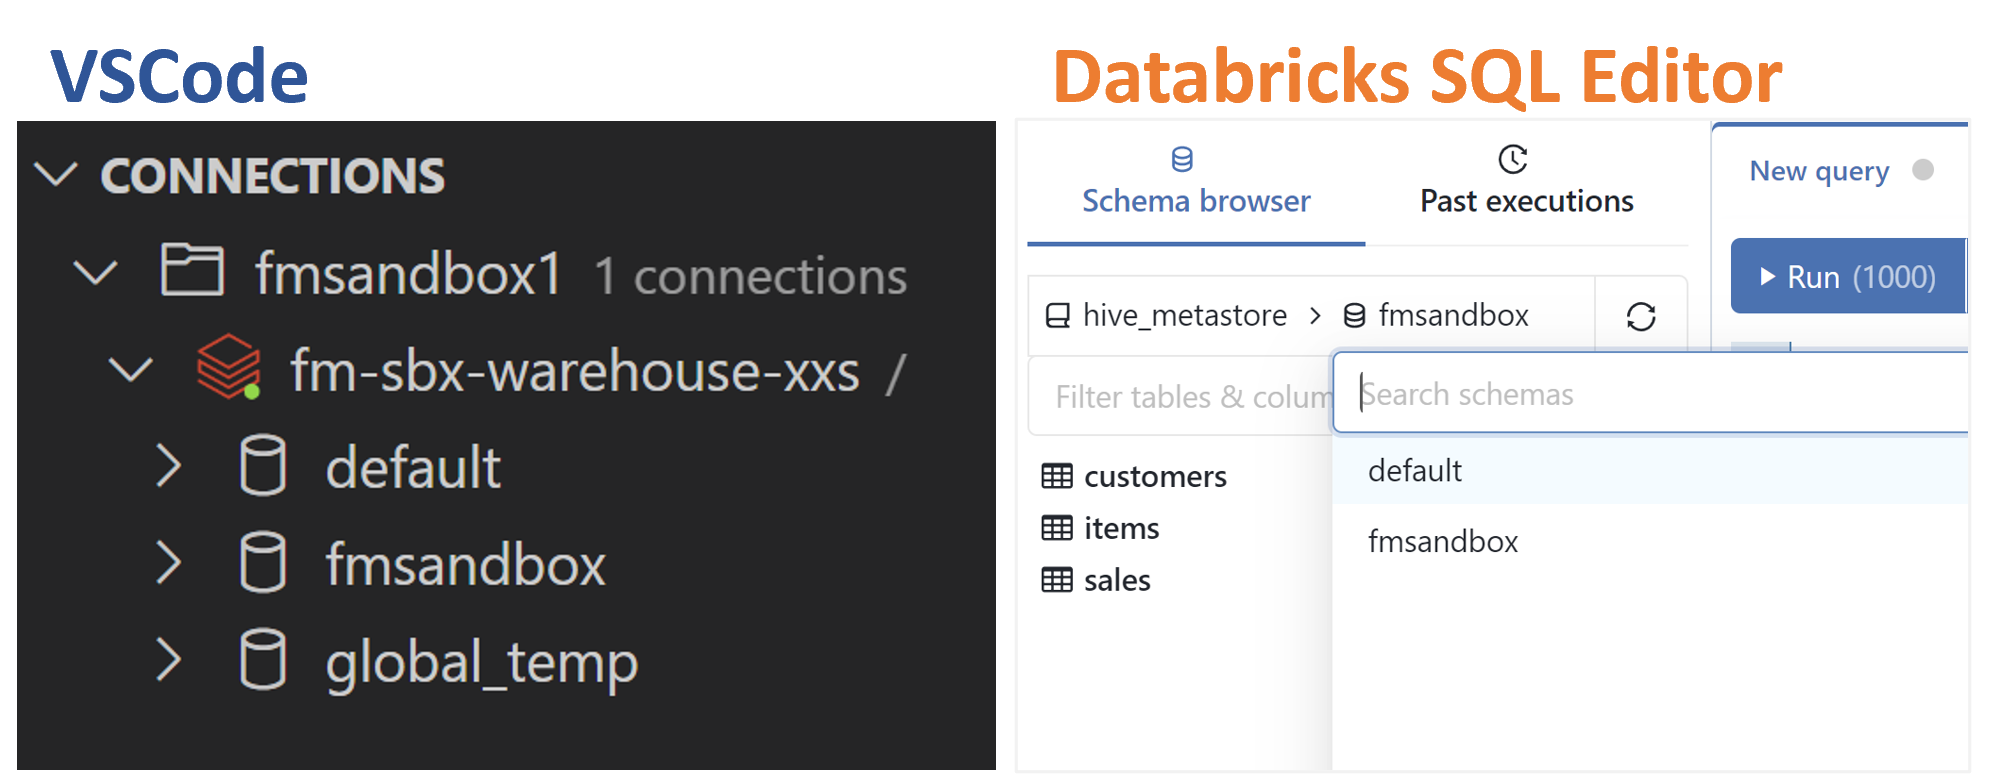 VSCode
CONNECTIONS
fmsandbox1 1 connections
fm-sbx-warehouse-xxs /
default
fmsandbox
global_temp
Databricks SQL Editor
Schema browser
Past executions
New query
Run (1000)
hive_metastore > fmsandbox
Filter tables & colum
Search schemas
customers
items
sales
default
fmsandbox